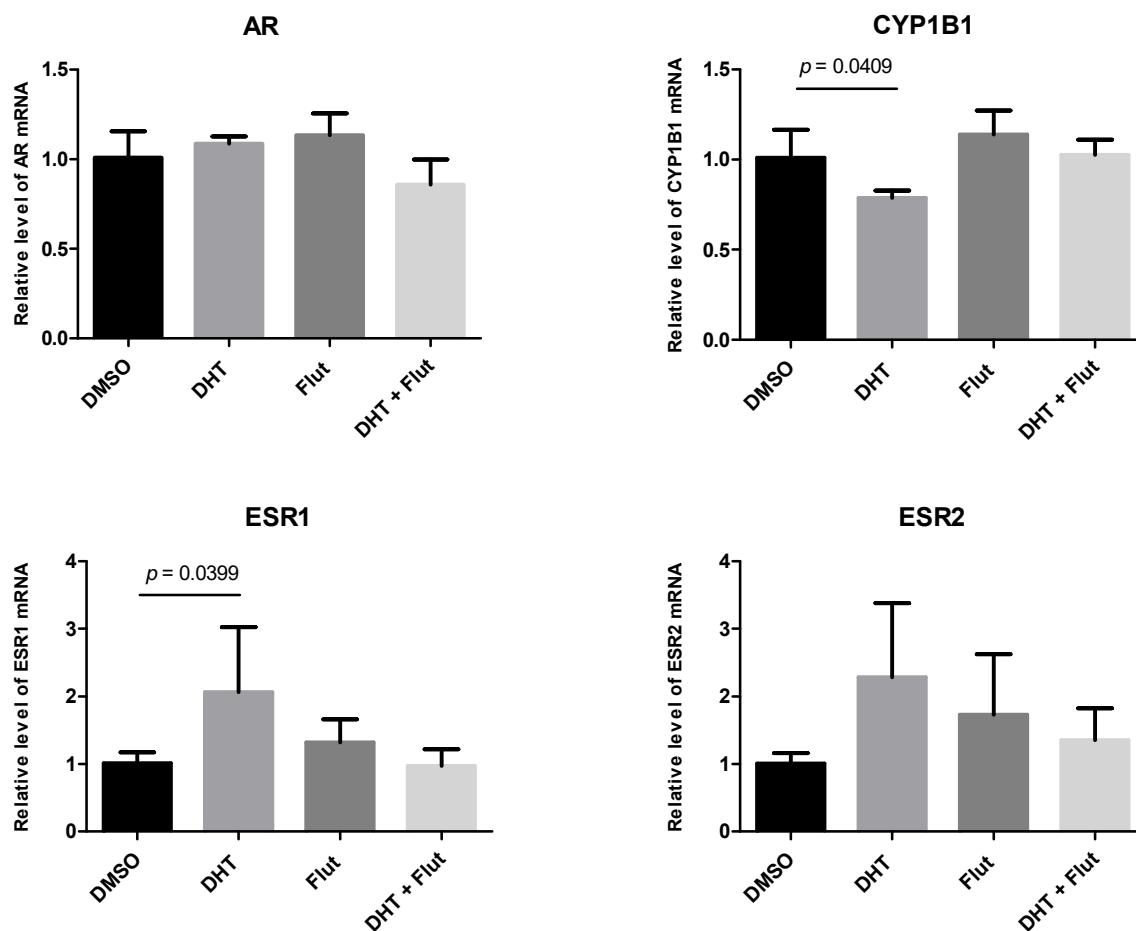 AR
Relative level of AR mRNA
1.5
1.0
0.5
0.0
DMSO
DHT
Flut
DHT + Flut
CYP1B1
Relative level of CYP1B1 mRNA
p = 0.0409
1.5
1.0
0.5
0.0
DMSO
DHT
Flut
DHT + Flut
ESR1
Relative level of ESR1 mRNA
p = 0.0399
4
3
2
1
0
DMSO
DHT
Flut
DHT + Flut
ESR2
Relative level of ESR2 mRNA
4
3
2
1
0
DMSO
DHT
Flut
DHT + Flut